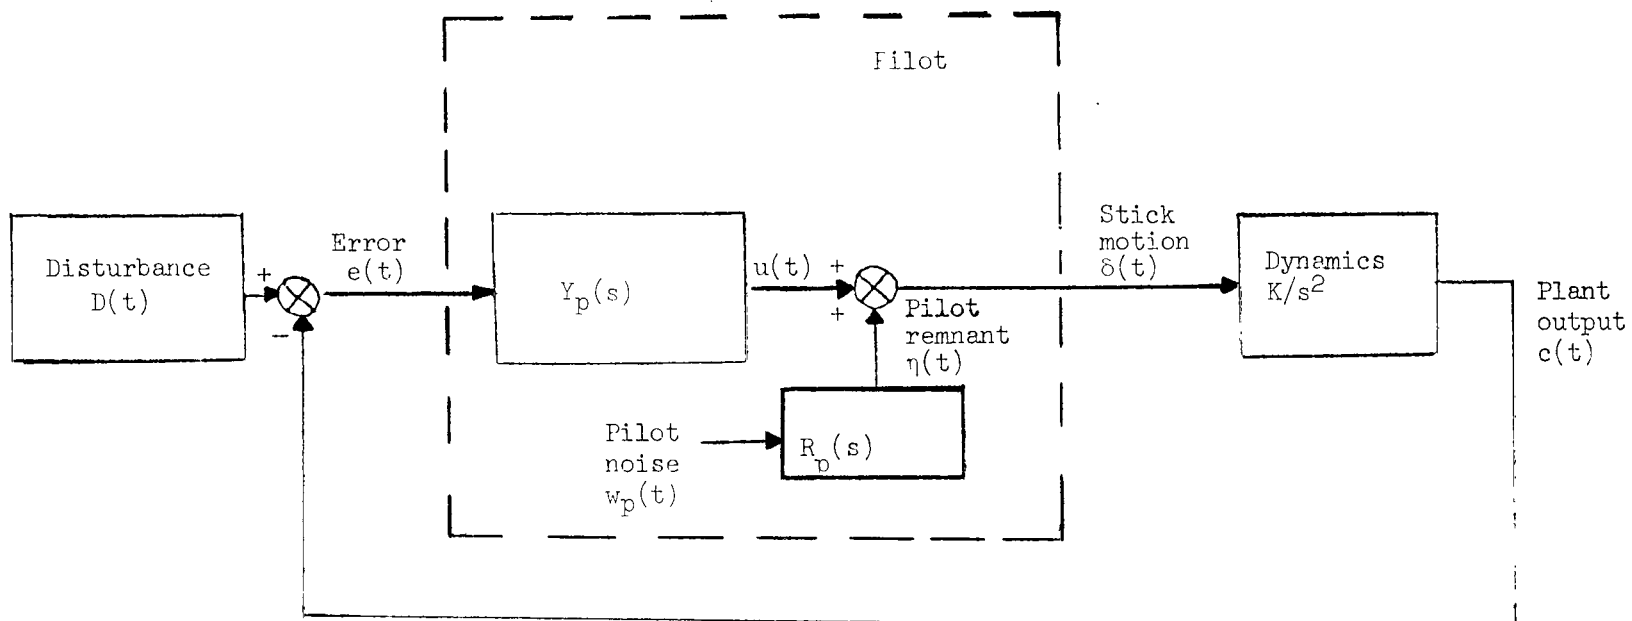 Pilot
Disturbance
D(t)
+
−
Error
e(t)
Yp(s)
u(t)
+
+
Pilot
remnant
η(t)
Pilot
noise
wp(t)
Rp(s)
Stick
motion
δ(t)
Dynamics
K/s²
Plant
output
c(t)